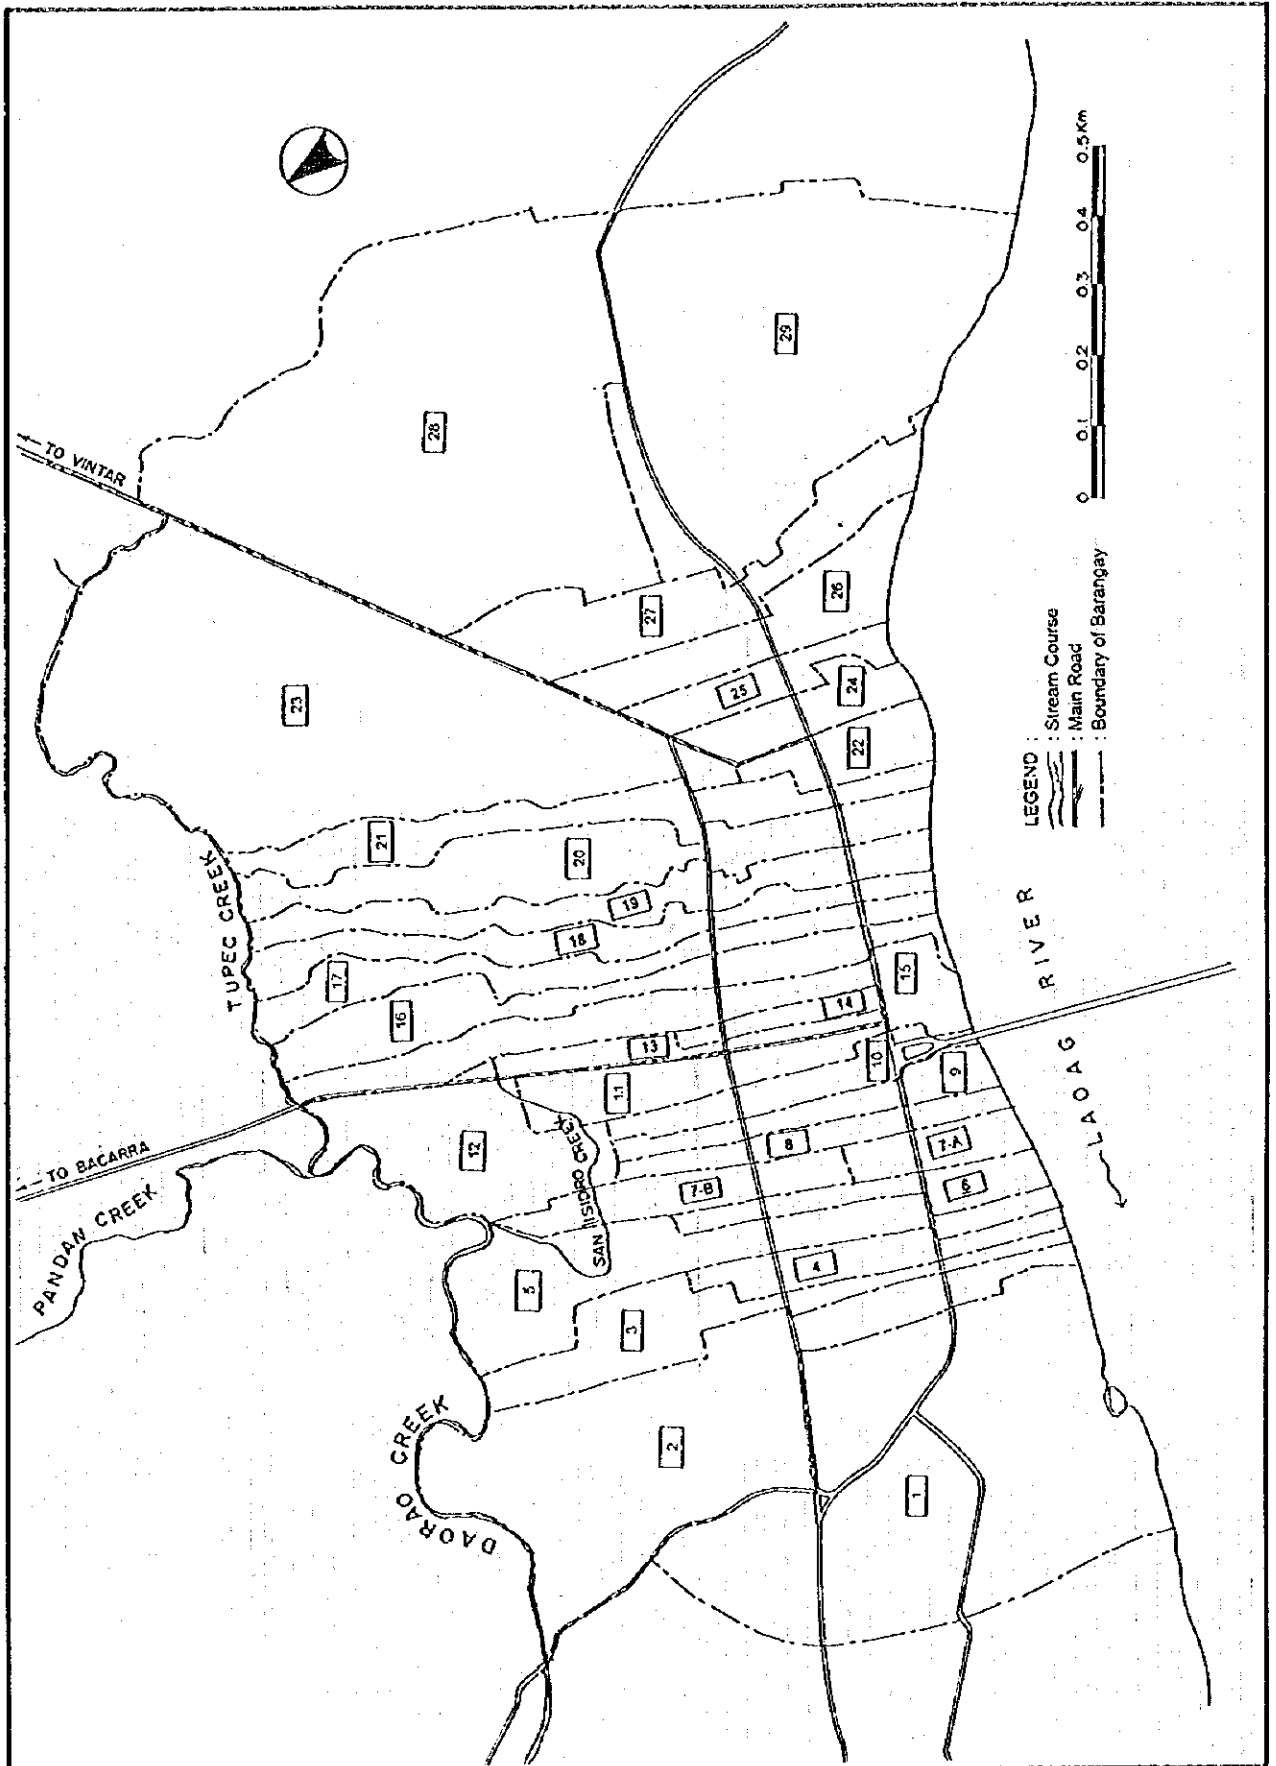 TO VINTAR
TO BACARRA
PANDAN CREEK
TUPEC CREEK
SAN ISIDRO CREEK
DAORAO CREEK
LAOAG RIVER
1
2
3
4
5
6
7-A
7-B
8
9
10
11
12
13
14
15
16
17
18
19
20
21
22
23
24
25
26
27
28
29
0 0.1 0.2 0.3 0.4 0.5 Km
LEGEND :
: Stream Course
: Main Road
: Boundary of Barangay